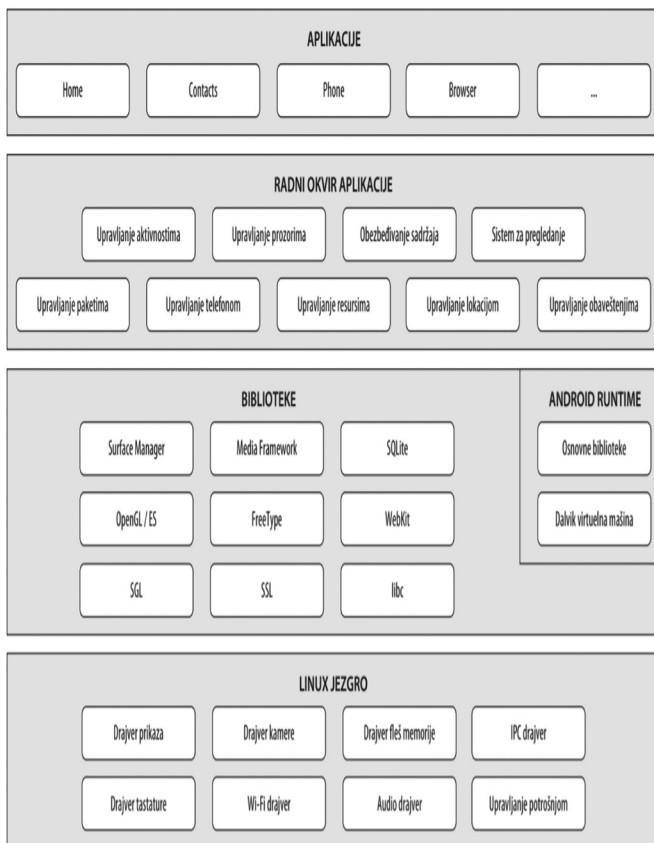 APLIKACIJE
Home
Contacts
Phone
Browser
...
RADNI OKVIR APLIKACIJE
Upravljanje aktivnostima
Upravljanje prozorima
Obezbeđivanje sadržaja
Sistem za pregledanje
Upravljanje paketima
Upravljanje telefonom
Upravljanje resursima
Upravljanje lokacijom
Upravljanje obaveštenjima
BIBLIOTEKE
Surface Manager
Media Framework
SQLite
OpenGL / ES
FreeType
WebKit
SGL
SSL
libc
ANDROID RUNTIME
Osnovne biblioteke
Dalvik virtuelna mašina
LINUX JEZGRO
Drajver prikaza
Drajver kamere
Drajver fleš memorije
IPC drajver
Drajver tastature
Wi-Fi drajver
Audio drajver
Upravljanje potrošnjom